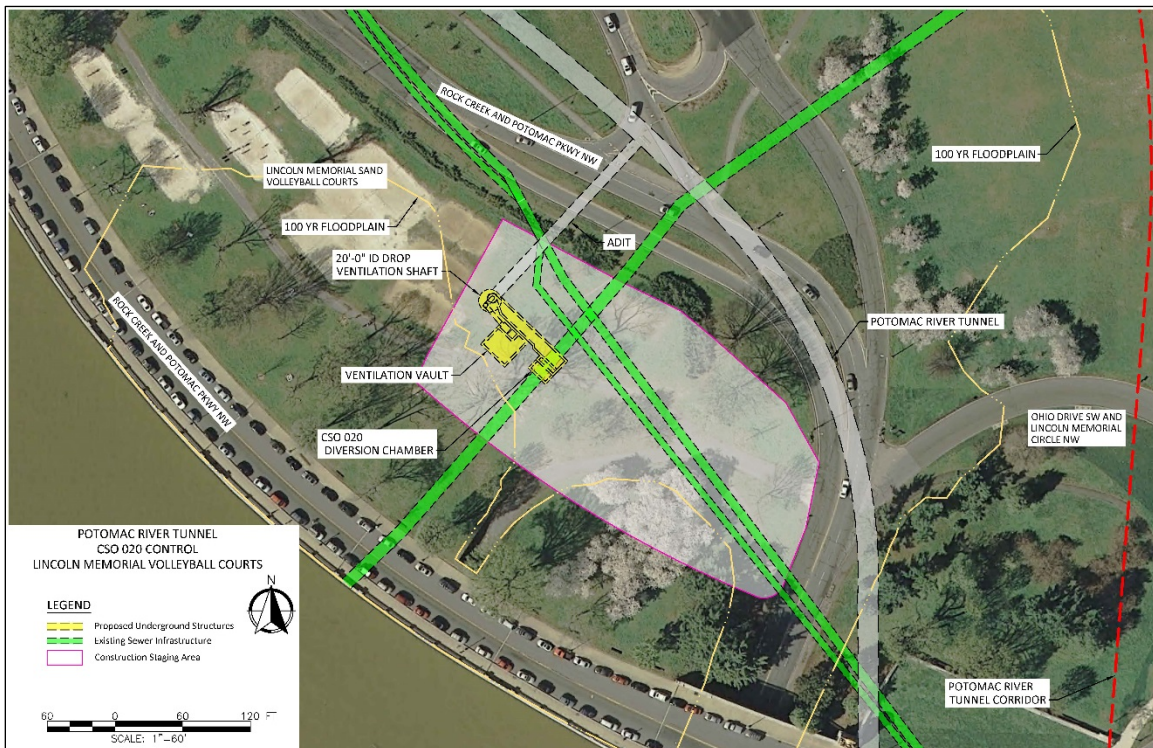 ROCK CREEK AND POTOMAC PKWY NW
LINCOLN MEMORIAL SAND
VOLLEYBALL COURTS
100 YR FLOODPLAIN
100 YR FLOODPLAIN
ADIT
20'-0" ID DROP
VENTILATION SHAFT
ROCK CREEK AND POTOMAC PKWY NW
POTOMAC RIVER TUNNEL
VENTILATION VAULT
OHIO DRIVE SW AND
LINCOLN MEMORIAL
CIRCLE NW
CSO 020
DIVERSION CHAMBER
POTOMAC RIVER
TUNNEL CORRIDOR
POTOMAC RIVER TUNNEL
CSO 020 CONTROL
LINCOLN MEMORIAL VOLLEYBALL COURTS
N
LEGEND
Proposed Underground Structures
Existing Sewer Infrastructure
Construction Staging Area
60 0 60 120 F
SCALE: 1"-60'